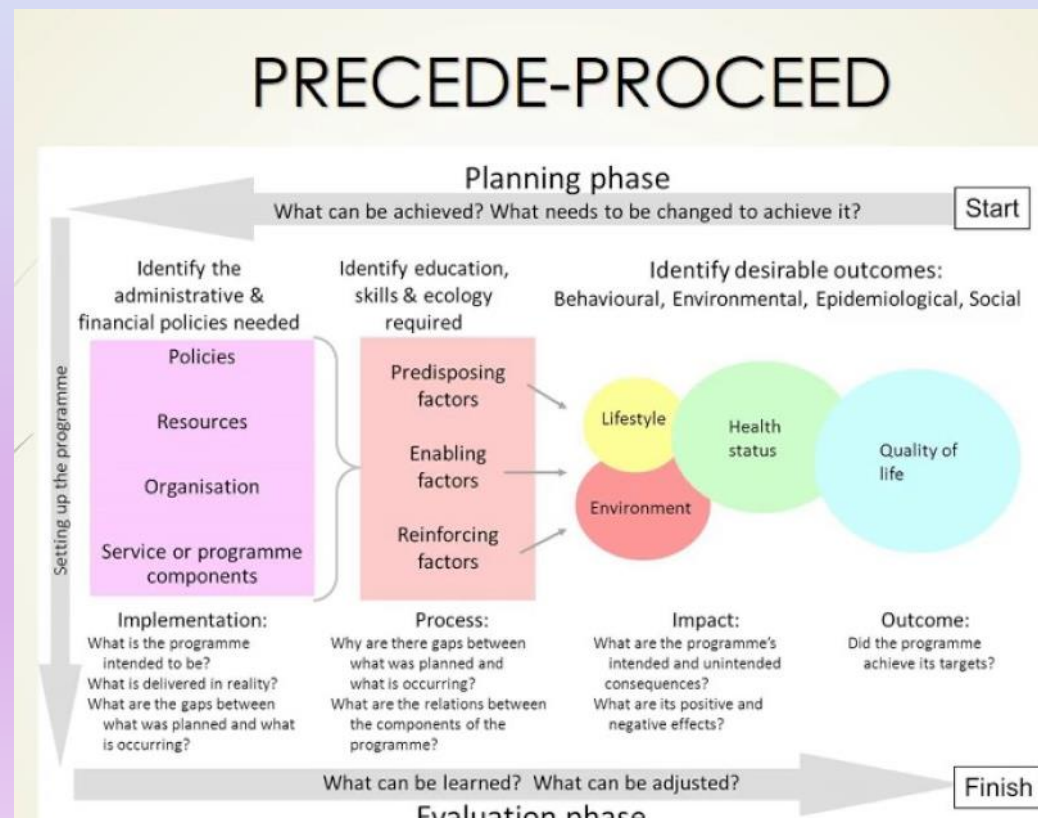 PRECEDE-PROCEED
Planning phase
What can be achieved? What needs to be changed to achieve it?
Start
Setting up the programme
Identify the
administrative &
financial policies needed
Identify education,
skills & ecology
required
Identify desirable outcomes:
Behavioural, Environmental, Epidemiological, Social
Policies
Resources
Organisation
Service or programme
components
Predisposing
factors
Enabling
factors
Reinforcing
factors
Lifestyle
Environment
Health
status
Quality of
life
Implementation:
What is the programme
intended to be?
What is delivered in reality?
What are the gaps between
what was planned and what
is occurring?
Process:
Why are there gaps between
what was planned and
what is occurring?
What are the relations between
the components of the
programme?
Impact:
What are the programme's
intended and unintended
consequences?
What are its positive and
negative effects?
Outcome:
Did the programme
achieve its targets?
What can be learned? What can be adjusted?
Finish
Evaluation phase